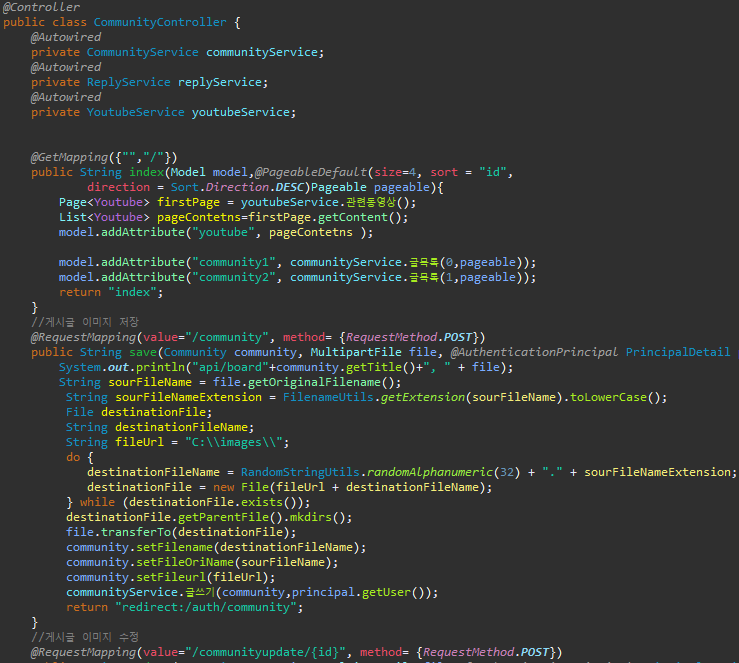 @Controller
public class CommunityController {
@Autowired
private CommunityService communityService;
@Autowired
private ReplyService replyService;
@Autowired
private YoutubeService youtubeService;
@GetMapping({"","/"})
public String index(Model model,@PageableDefault(size=4, sort = "id",
direction = Sort.Direction.DESC)Pageable pageable){
Page<Youtube> firstPage = youtubeService.관련동영상();
List<Youtube> pageContetns=firstPage.getContent();
model.addAttribute("youtube", pageContetns );
model.addAttribute("community1", communityService.글목록(0,pageable));
model.addAttribute("community2", communityService.글목록(1,pageable));
return "index";
}
//게시글 이미지 저장
@RequestMapping(value="/community", method= {RequestMethod.POST})
public String save(Community community, MultipartFile file, @AuthenticationPrincipal PrincipalDetail
System.out.println("api/board"+community.getTitle()+", " + file);
String sourFileName = file.getOriginalFilename();
String sourFileNameExtension = FilenameUtils.getExtension(sourFileName).toLowerCase();
File destinationFile;
String destinationFileName;
String fileUrl = "C:\\images\\";
do {
destinationFileName = RandomStringUtils.randomAlphanumeric(32) + "." + sourFileNameExtension;
destinationFile = new File(fileUrl + destinationFileName);
} while (destinationFile.exists());
destinationFile.getParentFile().mkdirs();
file.transferTo(destinationFile);
community.setFilename(destinationFileName);
community.setFileOriName(sourFileName);
community.setFileurl(fileUrl);
communityService.글쓰기(community,principal.getUser());
return "redirect:/auth/community";
}
//게시글 이미지 수정
@RequestMapping(value="/communityupdate/{id}", method= {RequestMethod.POST})